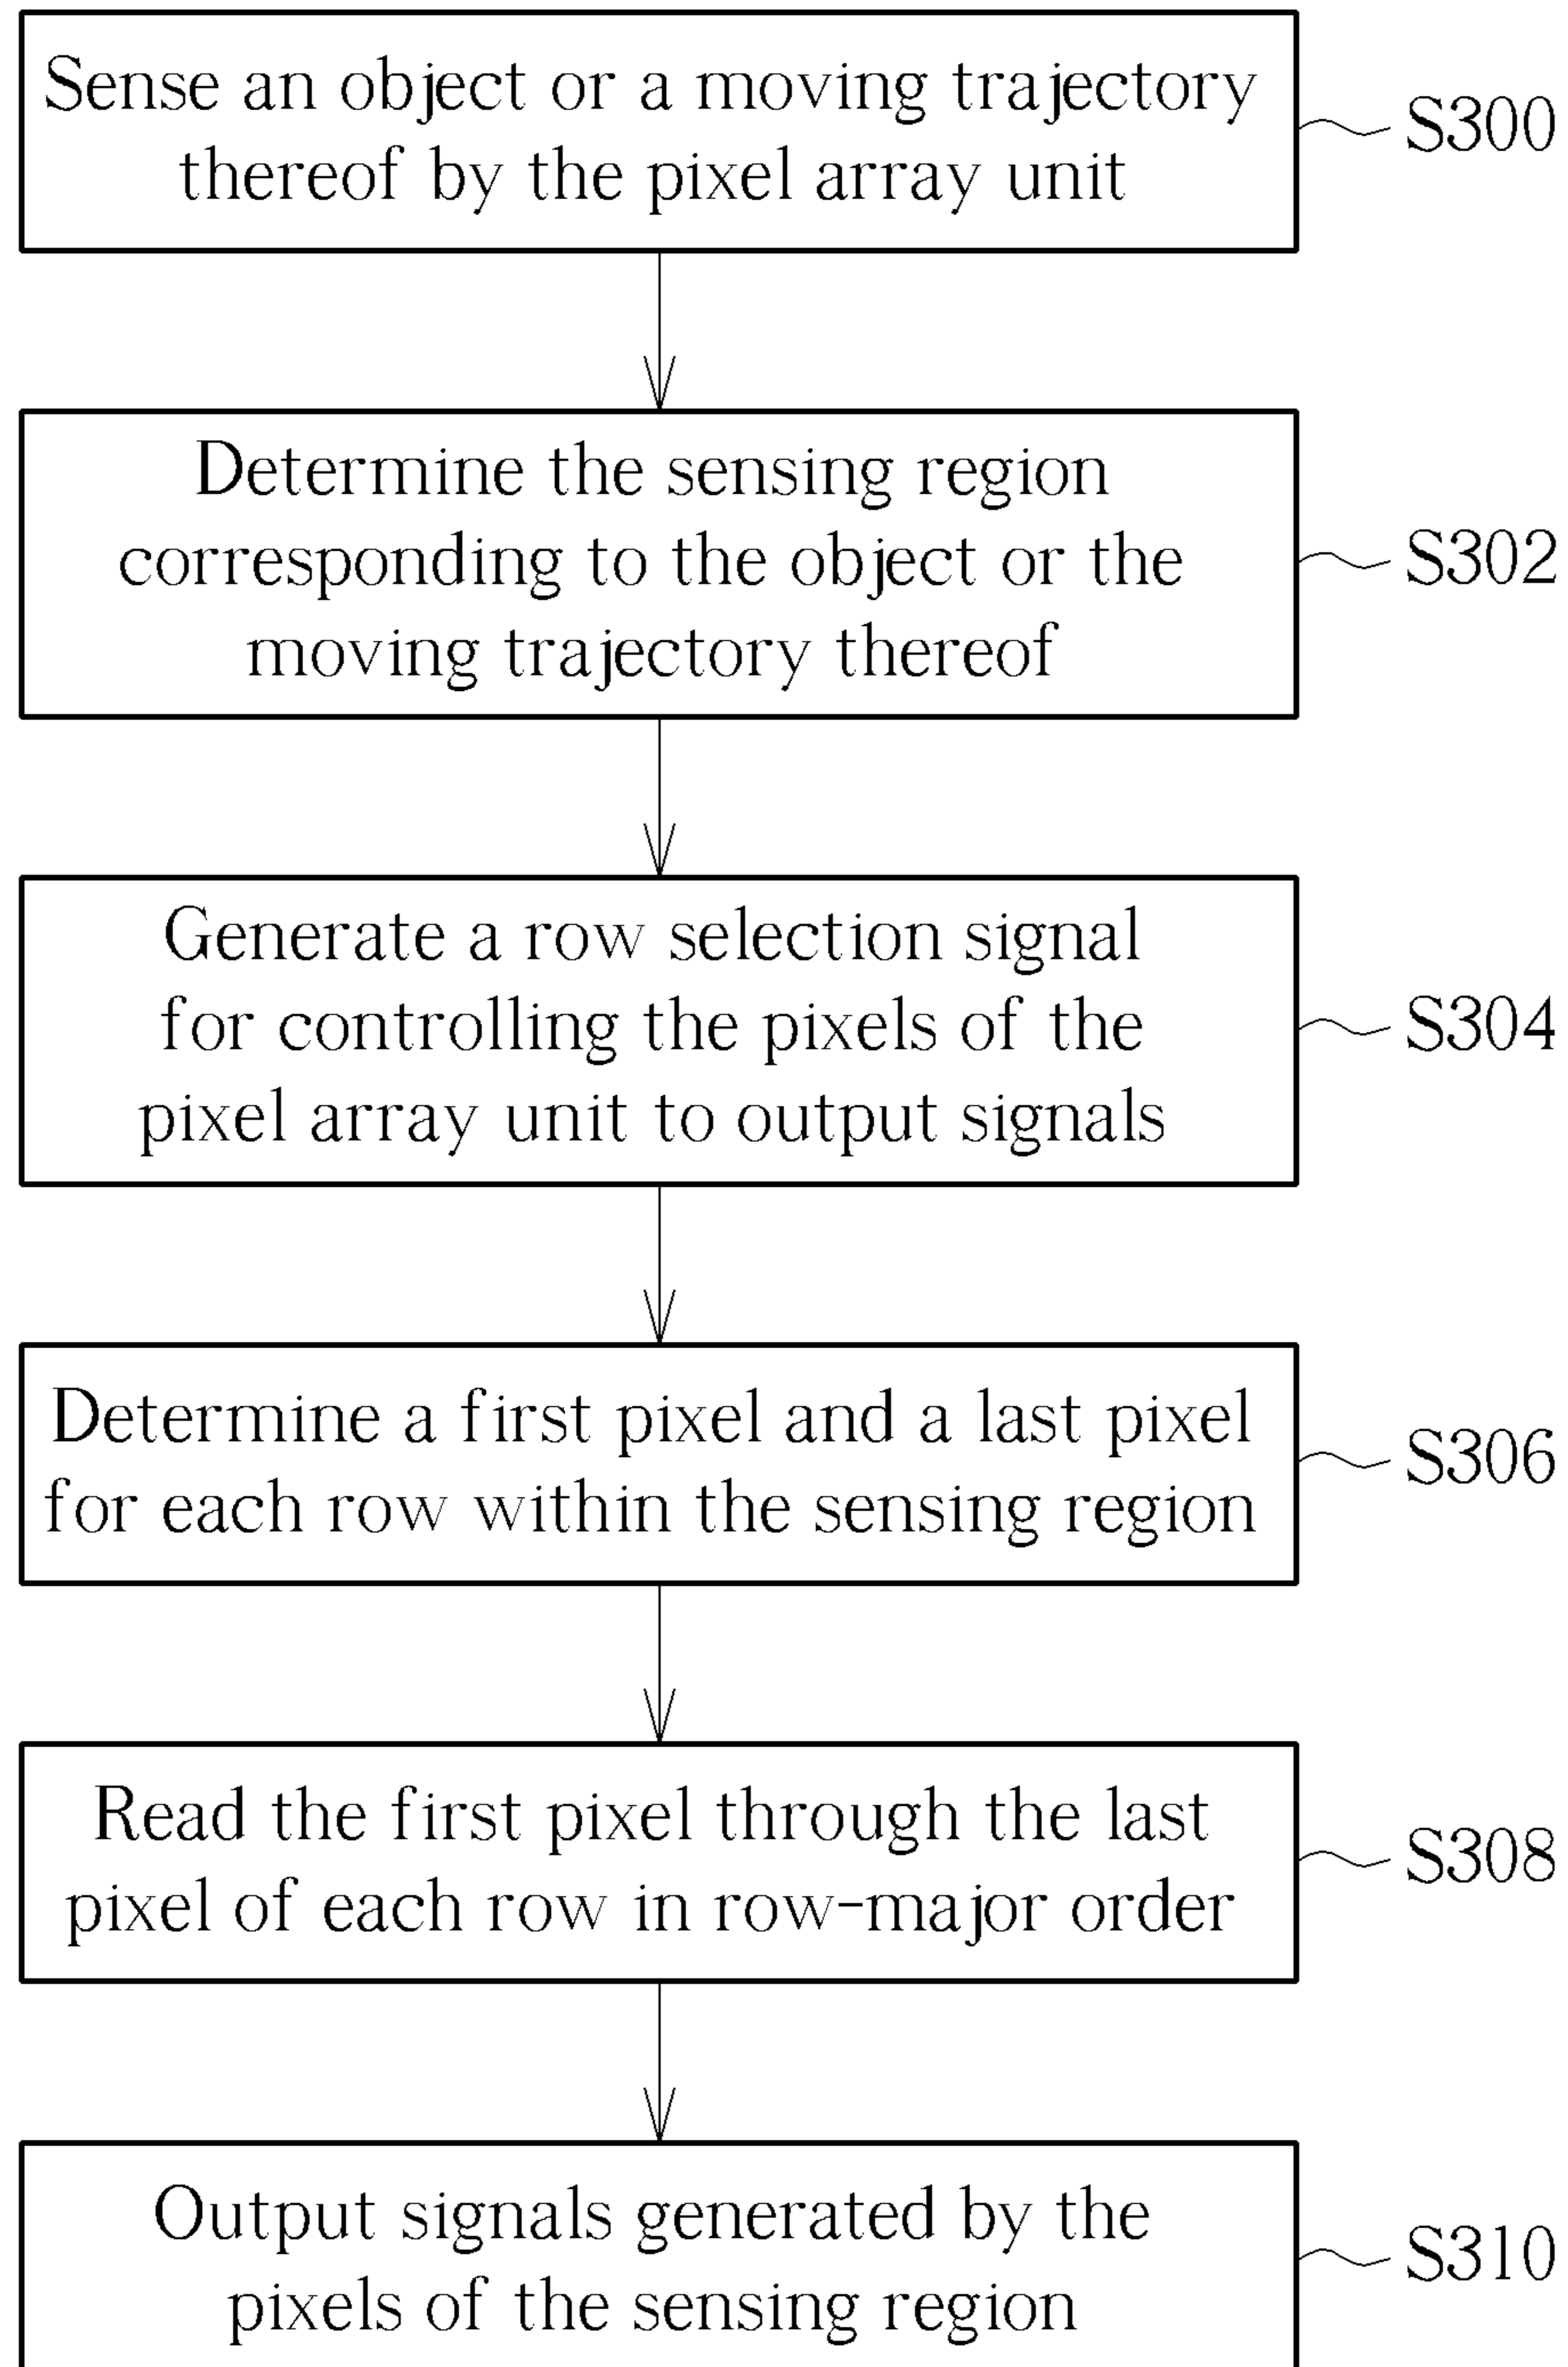 Sense an object or a moving trajectory
thereof by the pixel array unit
S300
Determine the sensing region
corresponding to the object or the
moving trajectory thereof
S302
Generate a row selection signal
for controlling the pixels of the
pixel array unit to output signals
S304
Determine a first pixel and a last pixel
for each row within the sensing region
S306
Read the first pixel through the last
pixel of each row in row-major order
S308
Output signals generated by the
pixels of the sensing region
S310